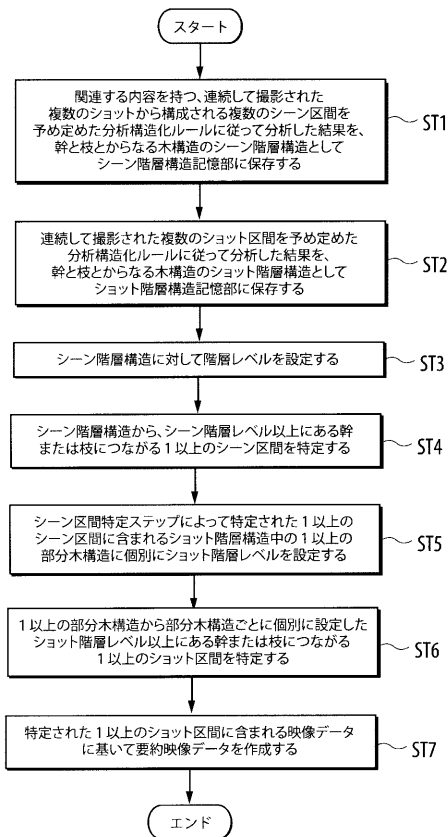 スタート
関連する内容を持つ、連続して撮影された
複数のショットから構成される複数のシーン区間を
予め定めた分析構造化ルールに従って分析した結果を、
幹と枝とからなる木構造のシーン階層構造として
シーン階層構造記憶部に保存する
ST1
連続して撮影された複数のショット区間を予め定めた
分析構造化ルールに従って分析した結果を、
幹と枝とからなる木構造のショット階層構造として
ショット階層構造記憶部に保存する
ST2
シーン階層構造に対して階層レベルを設定する
ST3
シーン階層構造から、シーン階層レベル以上にある幹
または枝につながる1以上のシーン区間を特定する
ST4
シーン区間特定ステップによって特定された1以上の
シーン区間に含まれるショット階層構造中の1以上の
部分木構造に個別にショット階層レベルを設定する
ST5
1以上の部分木構造から部分木構造ごとに個別に設定した
ショット階層レベル以上にある幹または枝につながる
1以上のショット区間を特定する
ST6
特定された1以上のショット区間に含まれる映像データ
に基いて要約映像データを作成する
ST7
エンド